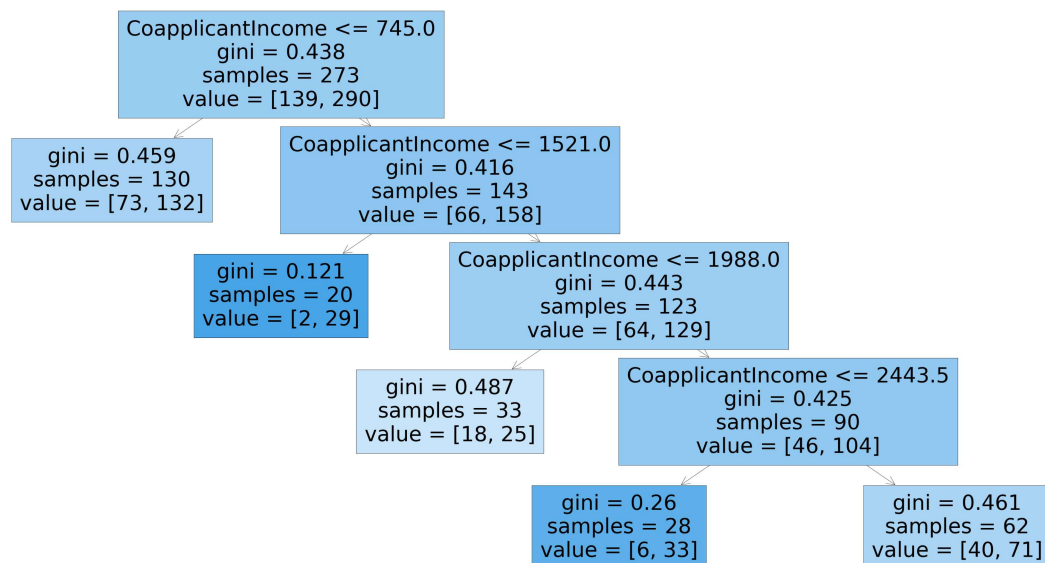 CoapplicantIncome <= 745.0
gini = 0.438
samples = 273
value = [139, 290]
gini = 0.459
samples = 130
value = [73, 132]
CoapplicantIncome <= 1521.0
gini = 0.416
samples = 143
value = [66, 158]
gini = 0.121
samples = 20
value = [2, 29]
CoapplicantIncome <= 1988.0
gini = 0.443
samples = 123
value = [64, 129]
gini = 0.487
samples = 33
value = [18, 25]
CoapplicantIncome <= 2443.5
gini = 0.425
samples = 90
value = [46, 104]
gini = 0.26
samples = 28
value = [6, 33]
gini = 0.461
samples = 62
value = [40, 71]